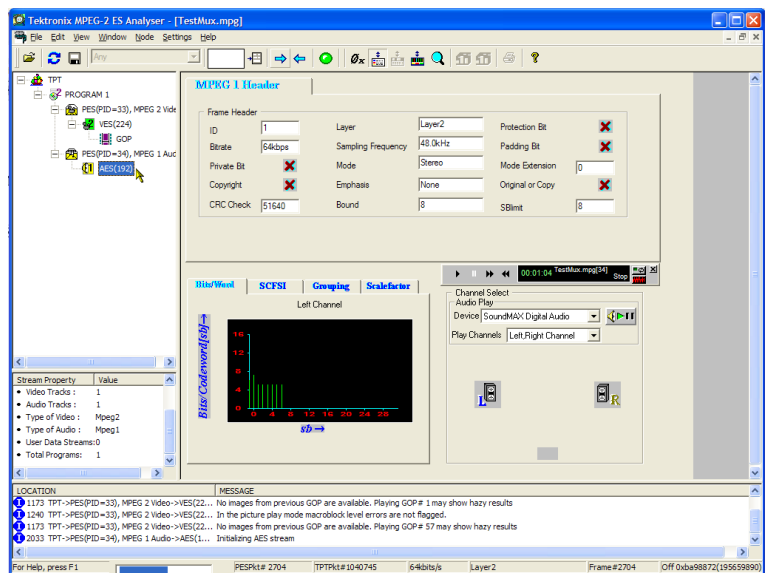 Tektronix MPEG-2 ES Analyser - [TestMux.mpg]
File Edit View Window Node Settings Help
Any
TPT
PROGRAM 1
PES(PID=33), MPEG 2 Vide
VES(224)
GOP
PES(PID=34), MPEG 1 Auc
AES(192)
MPEG 1 Header
Frame Header
ID 1 Layer Layer2 Protection Bit
Bitrate 64kbps Sampling Frequency 48.0kHz Padding Bit
Private Bit Mode Stereo Mode Extension 0
Copyright Emphasis None Original or Copy
CRC Check 51640 Bound 8 SBlimit 8
00:01:04 TestMux.mpg[34] Stop
Bits/Word SCFSI Grouping Scalefactor
Left Channel
Bits/Codeword[sb]→
16
12
8
4
0
0 4 8 12 16 20 24 28
sb→
Channel Select
Audio Play
Device SoundMAX Digital Audio
Play Channels Left,Right Channel
L
R
Stream Property Value
Video Tracks : 1
Audio Tracks : 1
Type of Video : Mpeg2
Type of Audio : Mpeg1
User Data Streams:0
Total Programs: 1
LOCATION MESSAGE
1173 TPT->PES(PID=33), MPEG 2 Video->VES(22... No images from previous GOP are available. Playing GOP# 1 may show hazy results
1240 TPT->PES(PID=33), MPEG 2 Video->VES(22... In the picture play mode macroblock level errors are not flagged.
1173 TPT->PES(PID=33), MPEG 2 Video->VES(22... No images from previous GOP are available. Playing GOP# 57 may show hazy results
2033 TPT->PES(PID=34), MPEG 1 Audio->AES(1... Initializing AES stream
For Help, press F1 PESPkt# 2704 TPTPkt#1040745 64kbits/s Layer2 Frame#2704 Off 0xba98872(195659890)